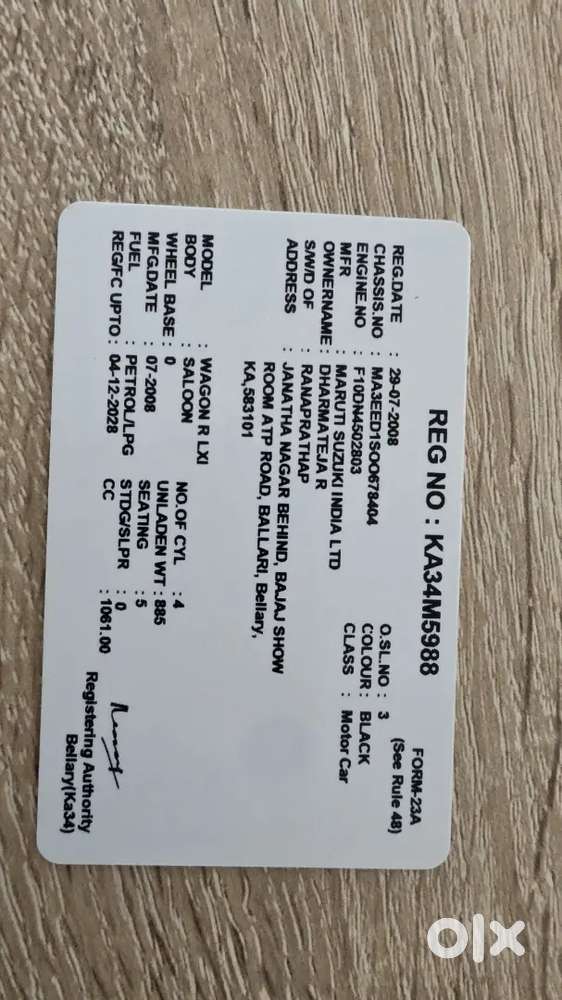 FORM-23A
REG NO : KA34M5988 (See Rule 48)
REG.DATE : 29-07-2008 O.SL.NO : 3
CHASSIS.NO : MA3EED1SOO678404 COLOUR : BLACK
ENGINE.NO : F10DN4502803 CLASS : Motor Car
MFR : MARUTI SUZUKI INDIA LTD
OWNERNAME : DHARMATEJA R
S/W/D OF : RANAPRATHAP
ADDRESS : JANATHA NAGAR BEHIND, BAJAJ SHOW
ROOM ATP ROAD, BALLARI, Bellary,
KA,583101
MODEL : WAGON R LXI
BODY : SALOON NO.OF CYL : 4
WHEEL BASE : 0 UNLADEN WT : 885
MFG.DATE : 07-2008 SEATING : 5
FUEL : PETROL/LPG STDG/SLPR : 0
REG/FC UPTO : 04-12-2028 CC : 1061.00
Registering Authority
Bellary(Ka34)
olx